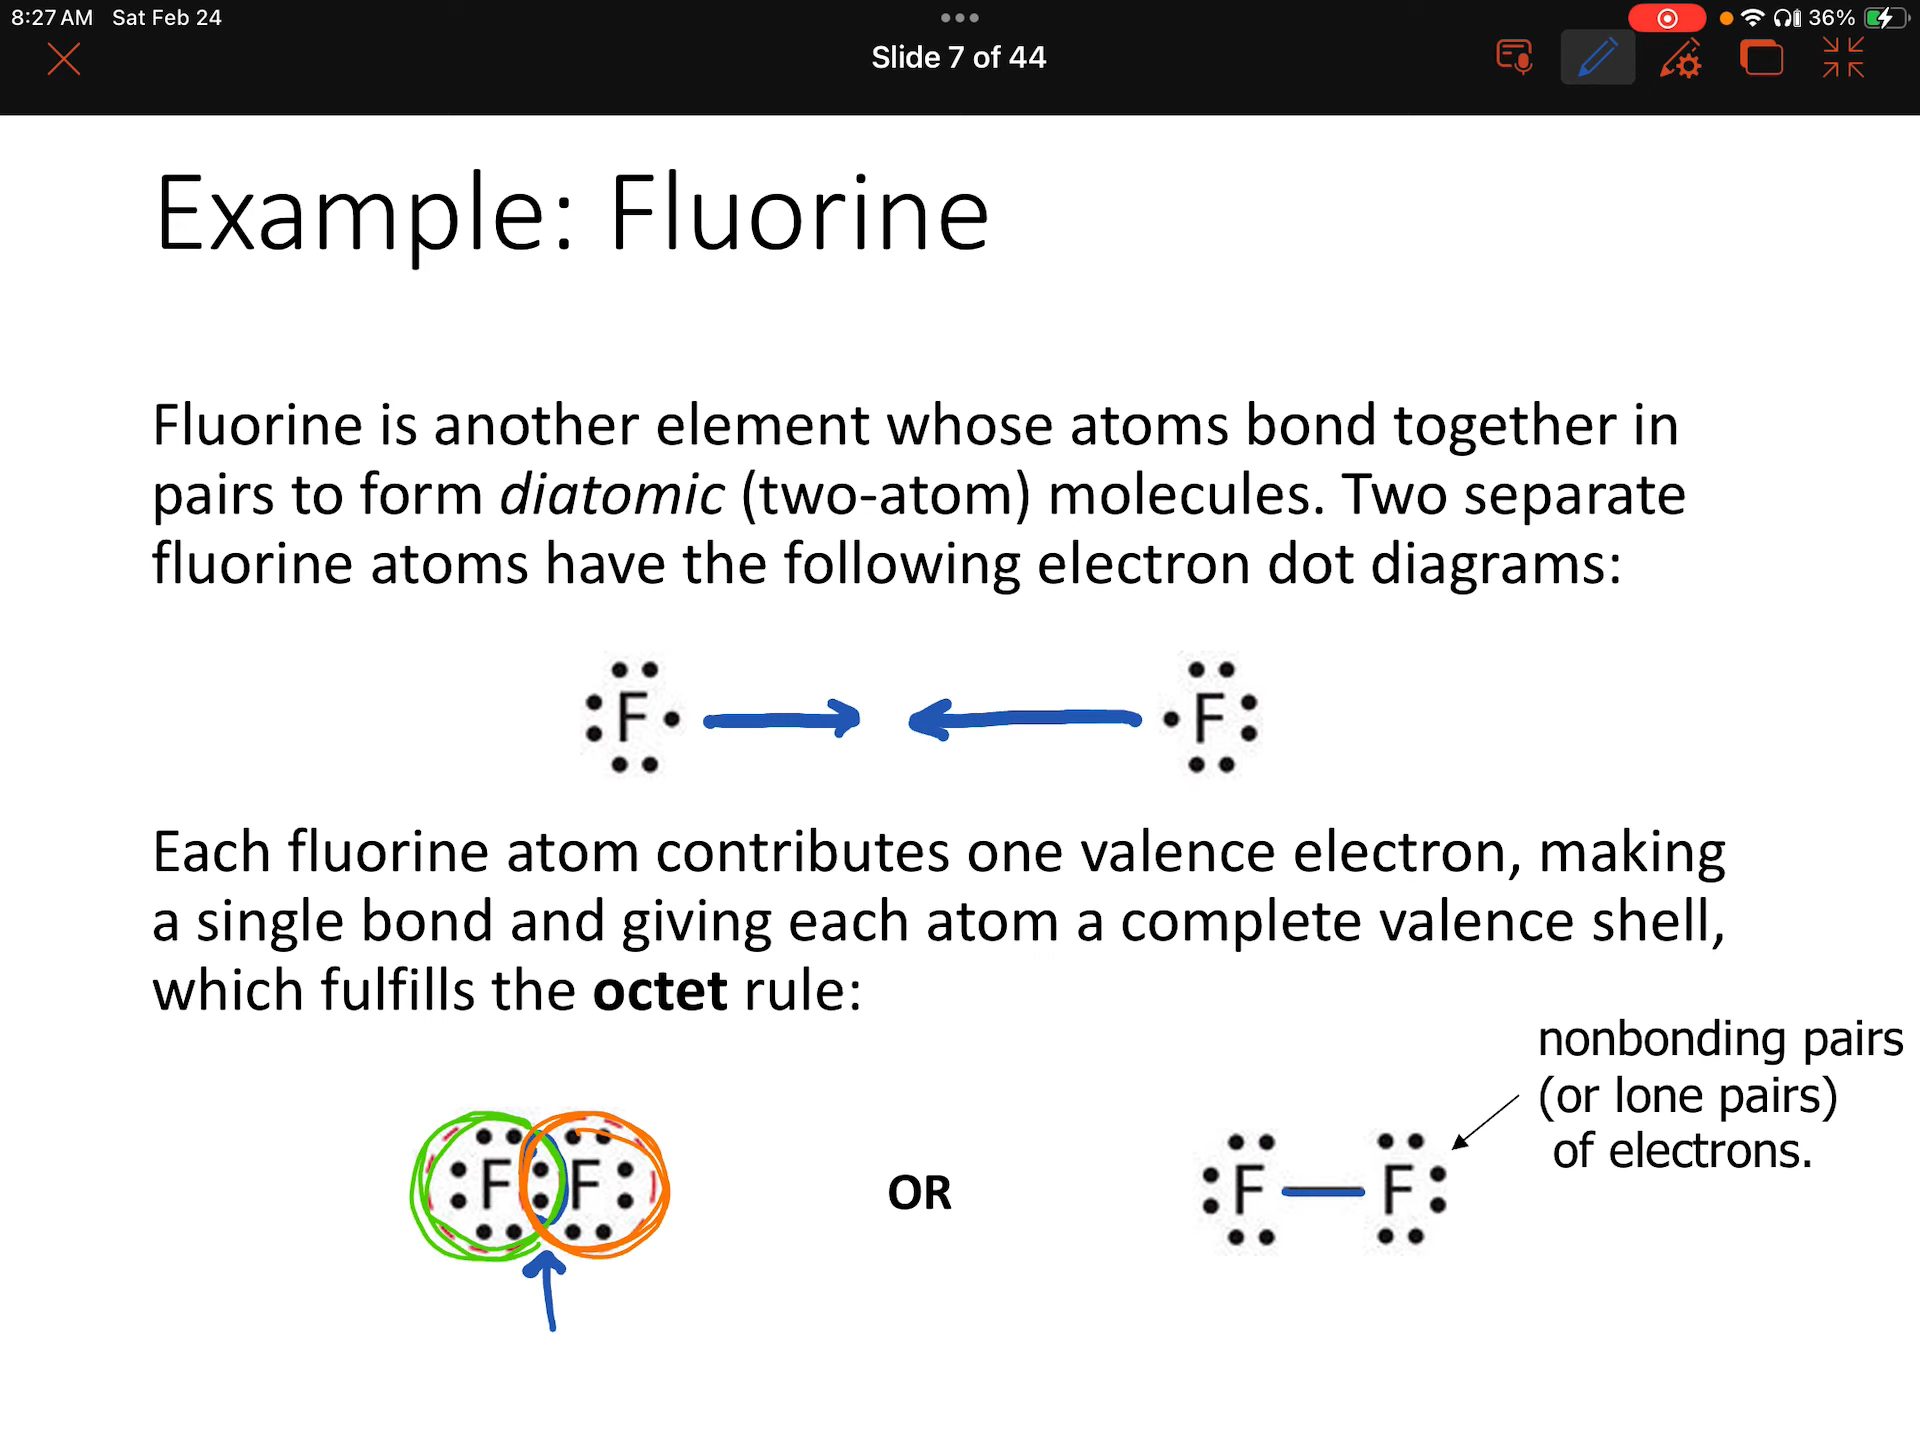 8:27 AM Sat Feb 24
36%
Slide 7 of 44
Example: Fluorine
Fluorine is another element whose atoms bond together in
pairs to form diatomic (two-atom) molecules. Two separate
fluorine atoms have the following electron dot diagrams:
F F
Each fluorine atom contributes one valence electron, making
a single bond and giving each atom a complete valence shell,
which fulfills the octet rule:
nonbonding pairs
(or lone pairs)
of electrons.
F F OR F — F